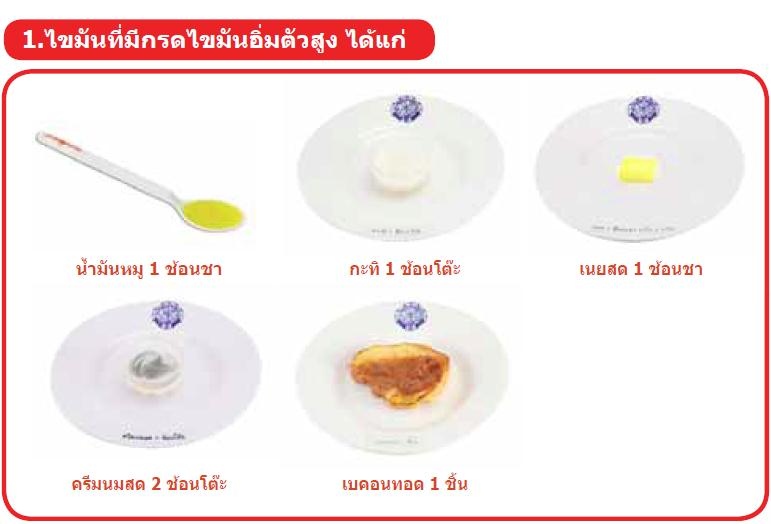 1.ไขมันที่มีกรดไขมันอิ่มตัวสูง ได้แก่
น้ำมันหมู 1 ช้อนชา
กะทิ 1 ช้อนโต๊ะ
เนยสด 1 ช้อนชา
ครีมนมสด 2 ช้อนโต๊ะ
เบคอนทอด 1 ชิ้น